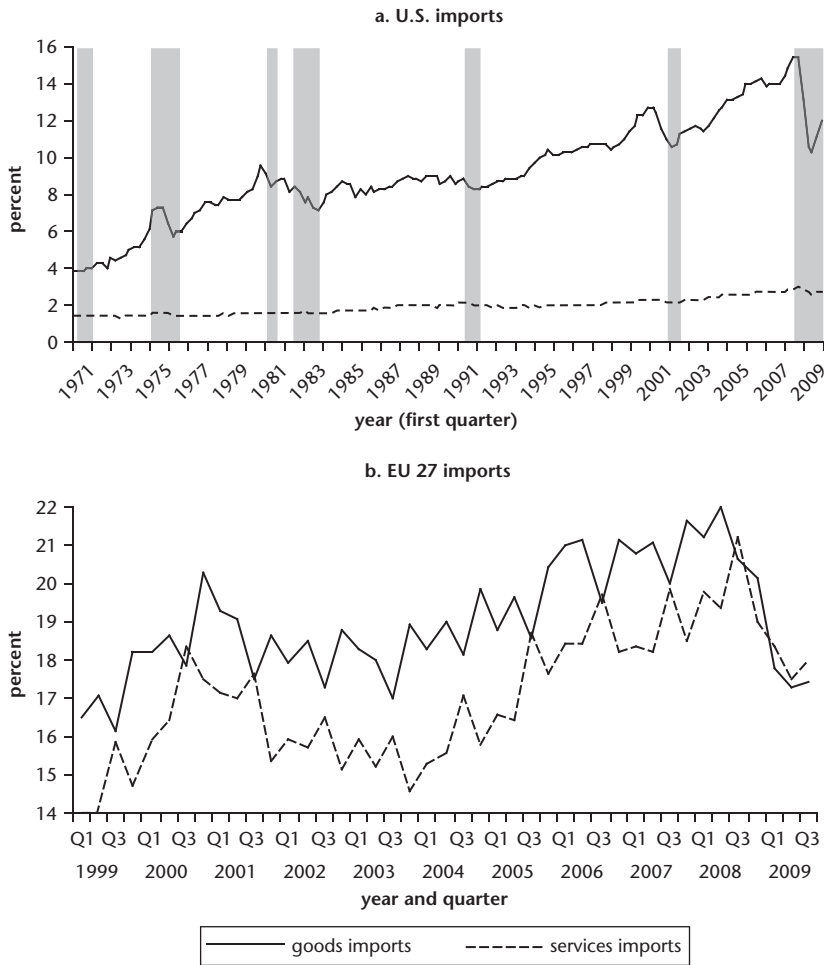 a. U.S. imports
16
14
12
10
8
6
4
2
0
percent
1971 1973 1975 1977 1979 1981 1983 1985 1987 1989 1991 1993 1995 1997 1999 2001 2003 2005 2007 2009
year (first quarter)
b. EU 27 imports
22
21
20
19
18
17
16
15
14
percent
Q1 Q3 Q1 Q3 Q1 Q3 Q1 Q3 Q1 Q3 Q1 Q3 Q1 Q3 Q1 Q3 Q1 Q3 Q1 Q3 Q1 Q3
1999 2000 2001 2002 2003 2004 2005 2006 2007 2008 2009
year and quarter
goods imports services imports